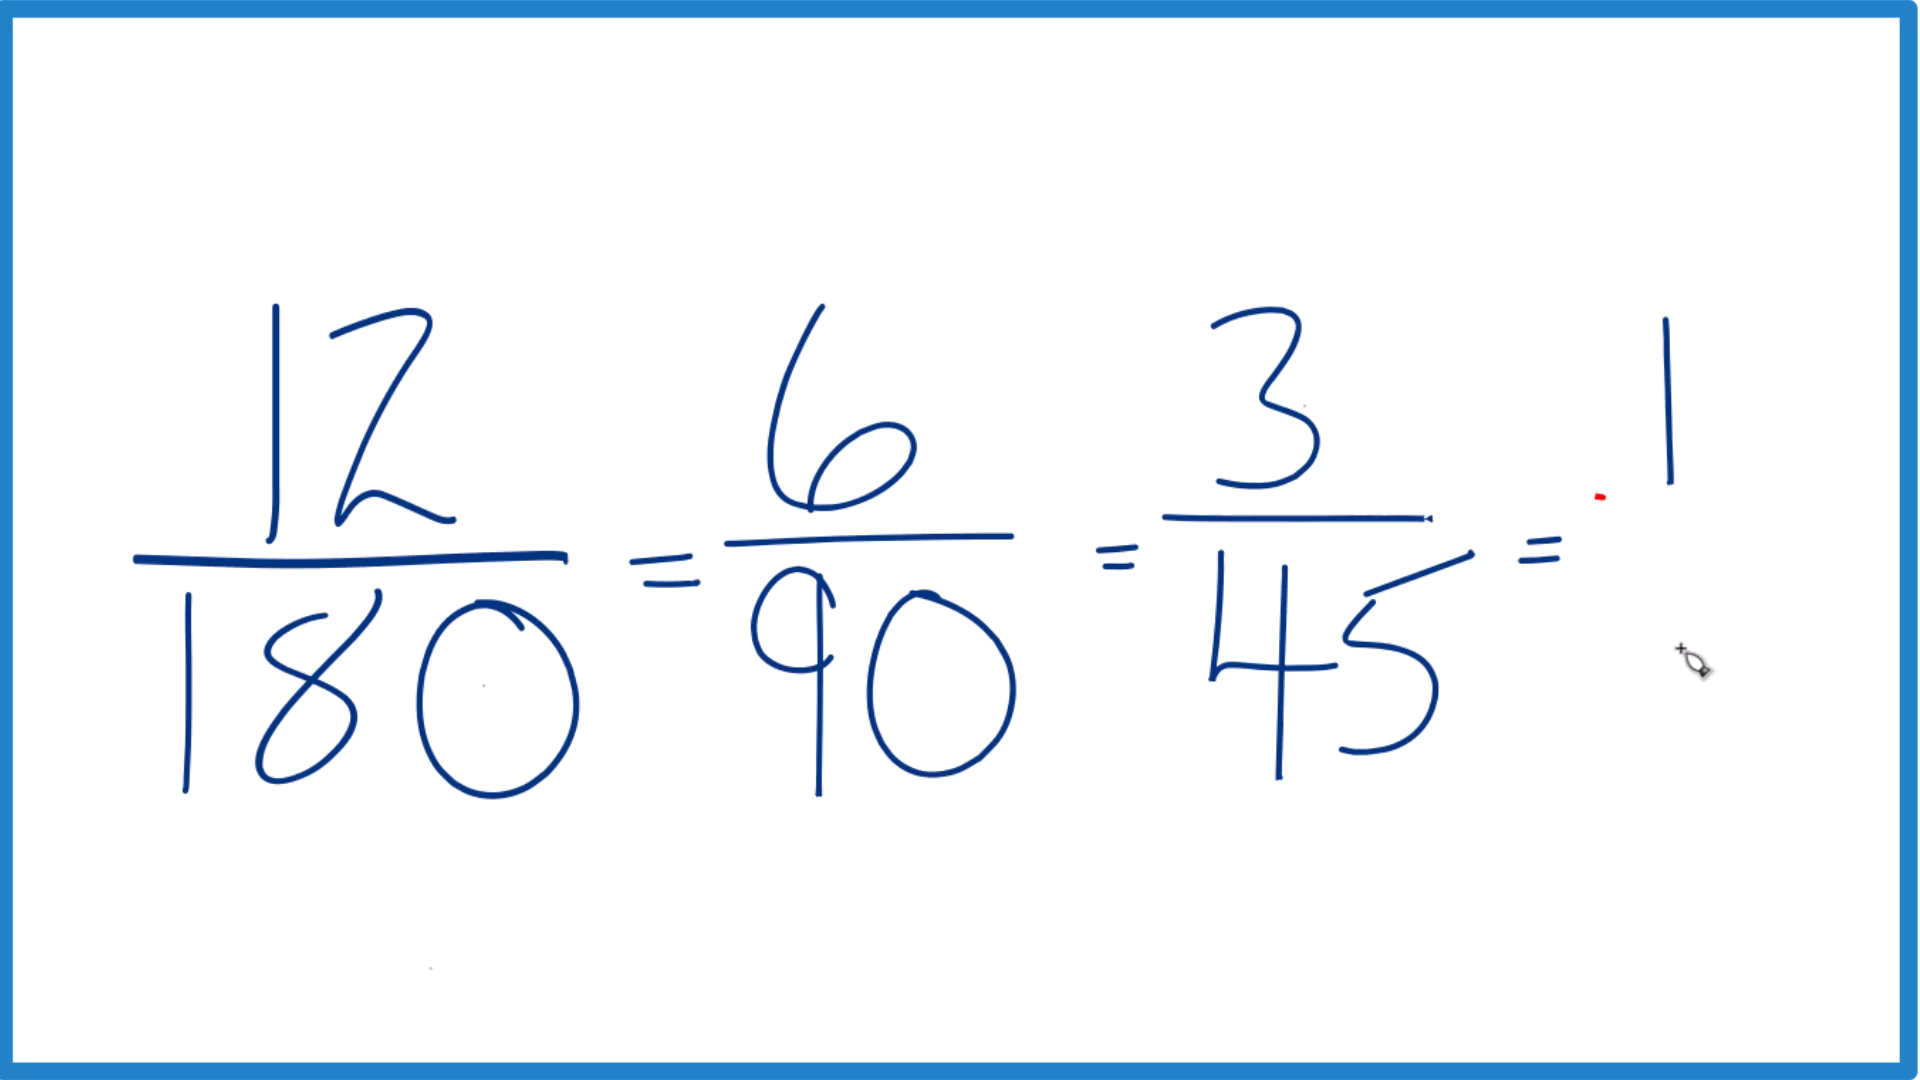 12/180 = 6/90 = 3/45 = 1